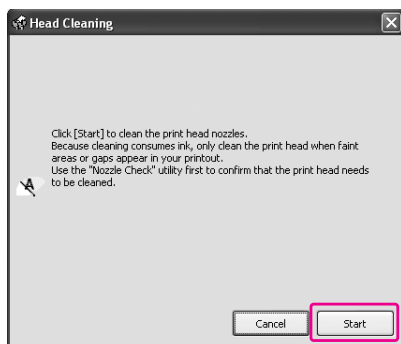 Head Cleaning
Click [Start] to clean the print head nozzles.
Because cleaning consumes ink, only clean the print head when faint
areas or gaps appear in your printout.
Use the "Nozzle Check" utility first to confirm that the print head needs
to be cleaned.
A
Cancel
Start